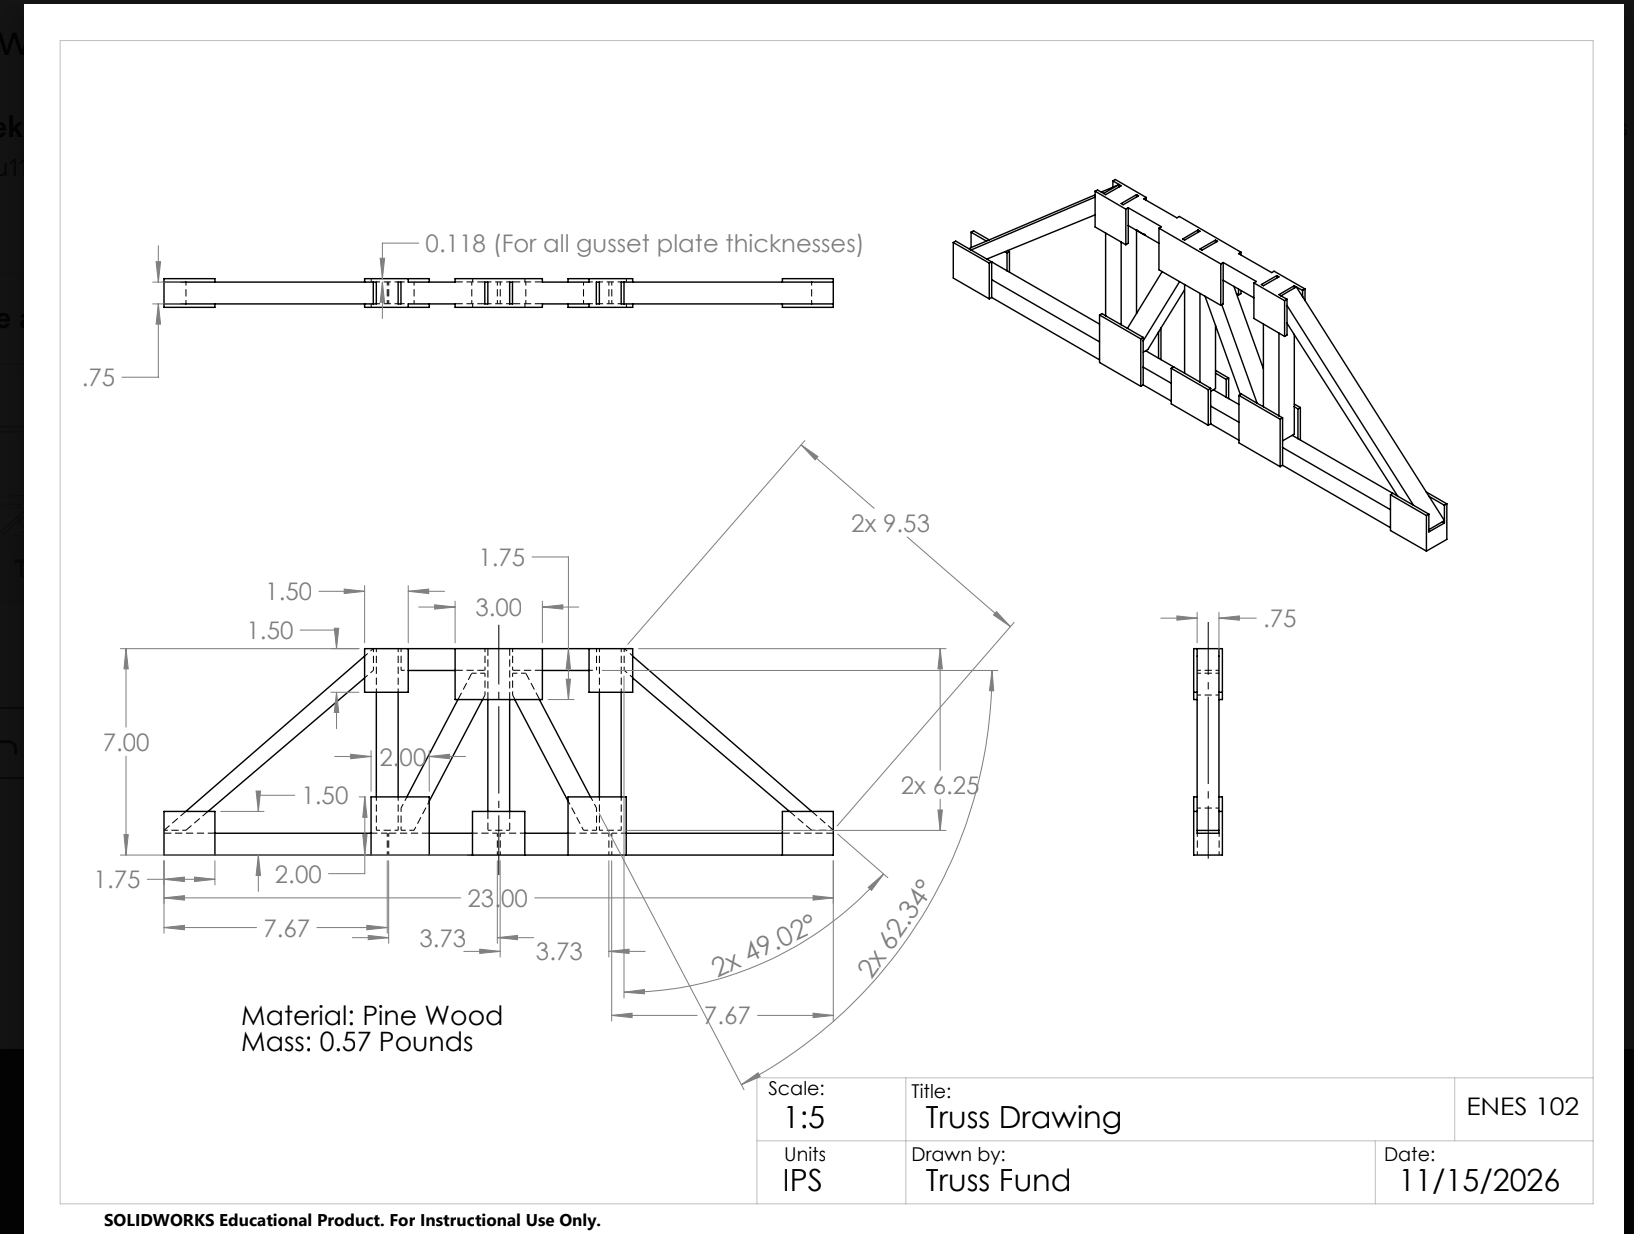 0.118 (For all gusset plate thicknesses)
.75
2x 9.53
1.75
1.50
3.00
1.50
.75
7.00
2.00
2x 6.25
1.50
1.75
2.00
23.00
7.67
3.73
3.73
2x 49.02°
2x 62.34°
7.67
Material: Pine Wood
Mass: 0.57 Pounds
Scale:
1:5
Title:
Truss Drawing
ENES 102
Units
IPS
Drawn by:
Truss Fund
Date:
11/15/2026
SOLIDWORKS Educational Product. For Instructional Use Only.